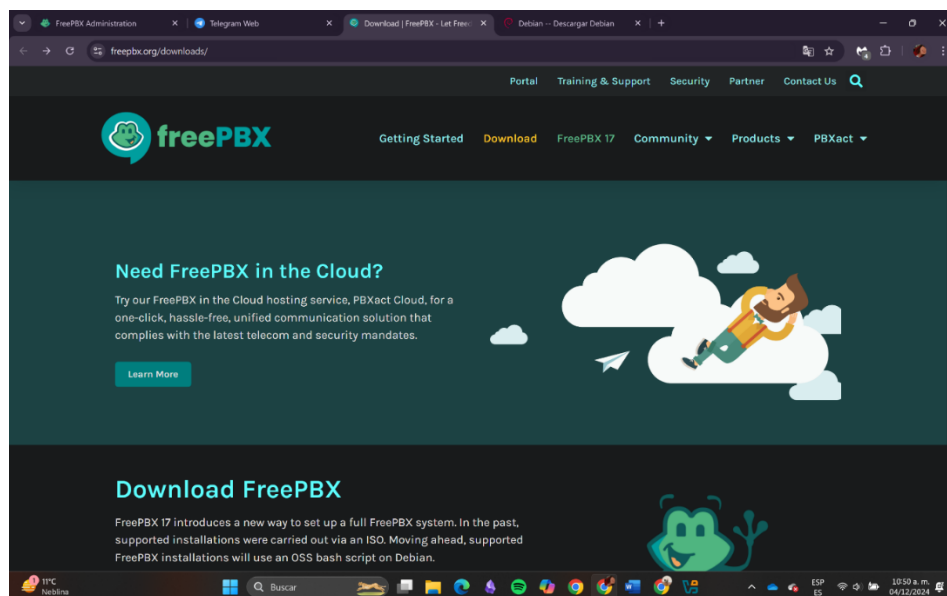 FreePBX Administration
Telegram Web
Download | FreePBX - Let Freed
Debian -- Descargar Debian
freepbx.org/downloads/
Portal Training & Support Security Partner Contact Us
freePBX
Getting Started Download FreePBX 17 Community Products PBXact
Need FreePBX in the Cloud?
Try our FreePBX in the Cloud hosting service, PBXact Cloud, for a
one-click, hassle-free, unified communication solution that
complies with the latest telecom and security mandates.
Learn More
Download FreePBX
FreePBX 17 introduces a new way to set up a full FreePBX system. In the past,
supported installations were carried out via an ISO. Moving ahead, supported
FreePBX installations will use an OSS bash script on Debian.
1
11°C
Neblina
Buscar
ESP
ES
10:50 a. m.
04/12/2024